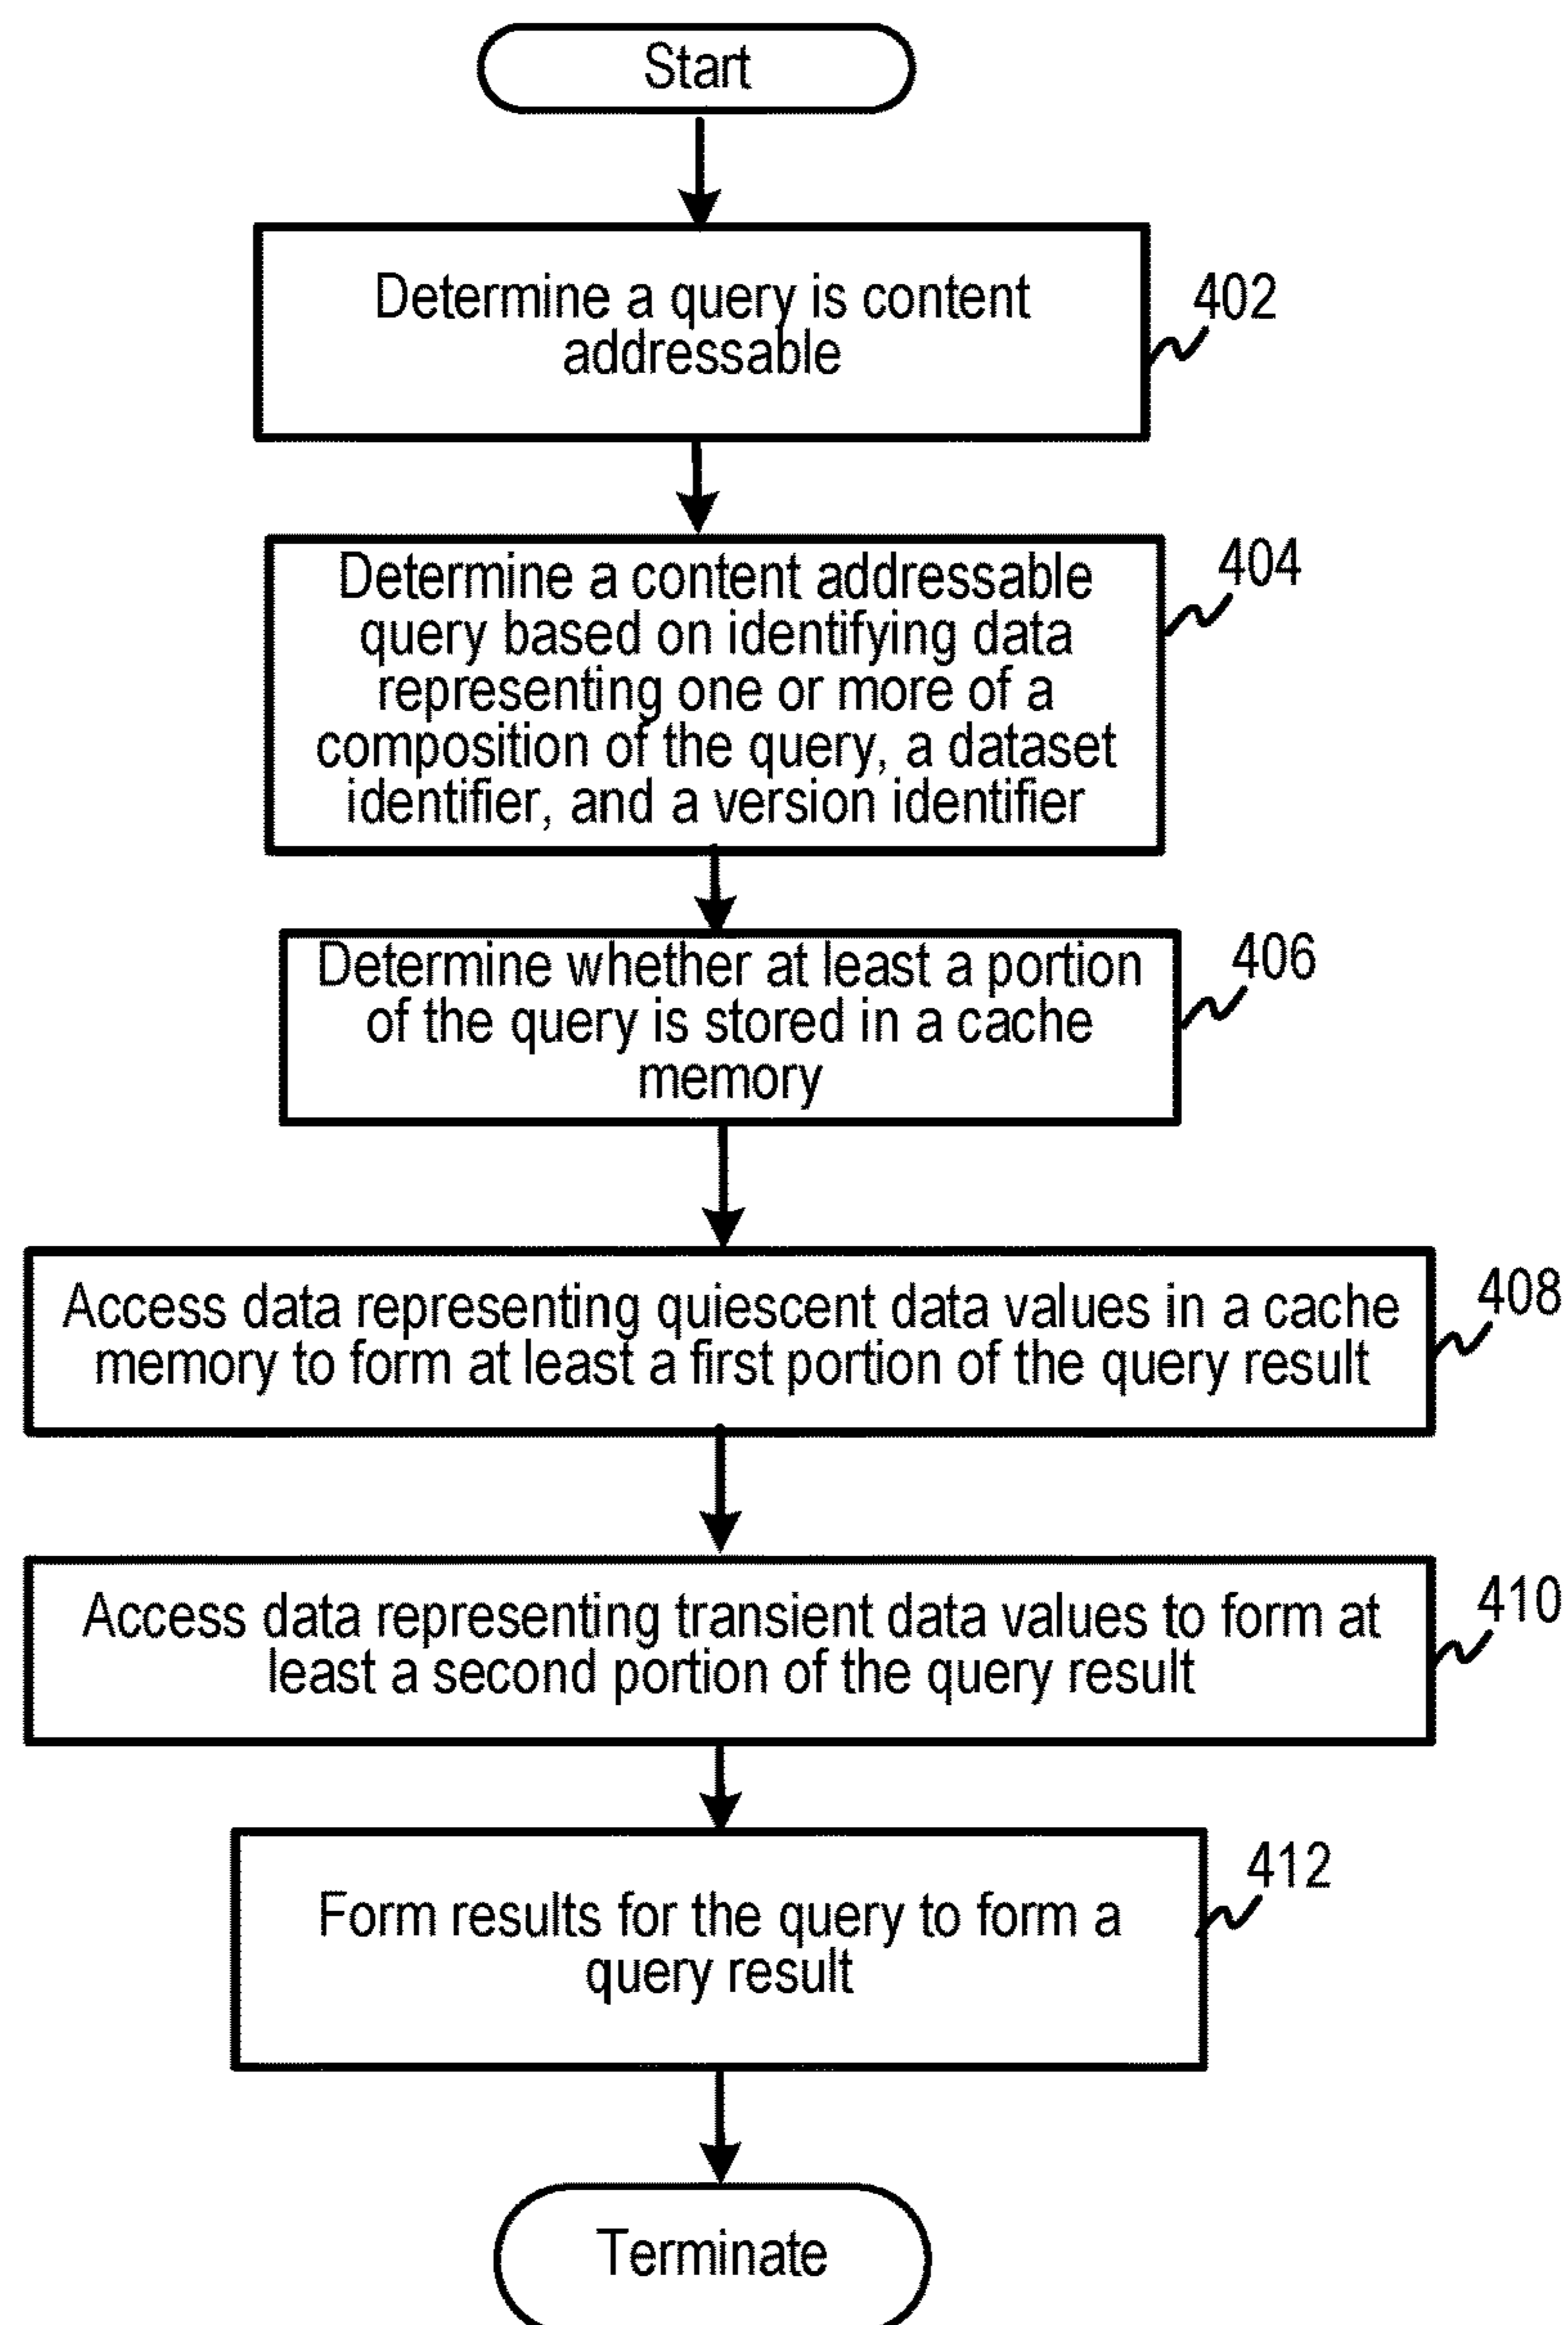 Start
Determine a query is content
addressable
402
Determine a content addressable
query based on identifying data
representing one or more of a
composition of the query, a dataset
identifier, and a version identifier
404
Determine whether at least a portion
of the query is stored in a cache
memory
406
Access data representing quiescent data values in a cache
memory to form at least a first portion of the query result
408
Access data representing transient data values to form at
least a second portion of the query result
410
Form results for the query to form a
query result
412
Terminate